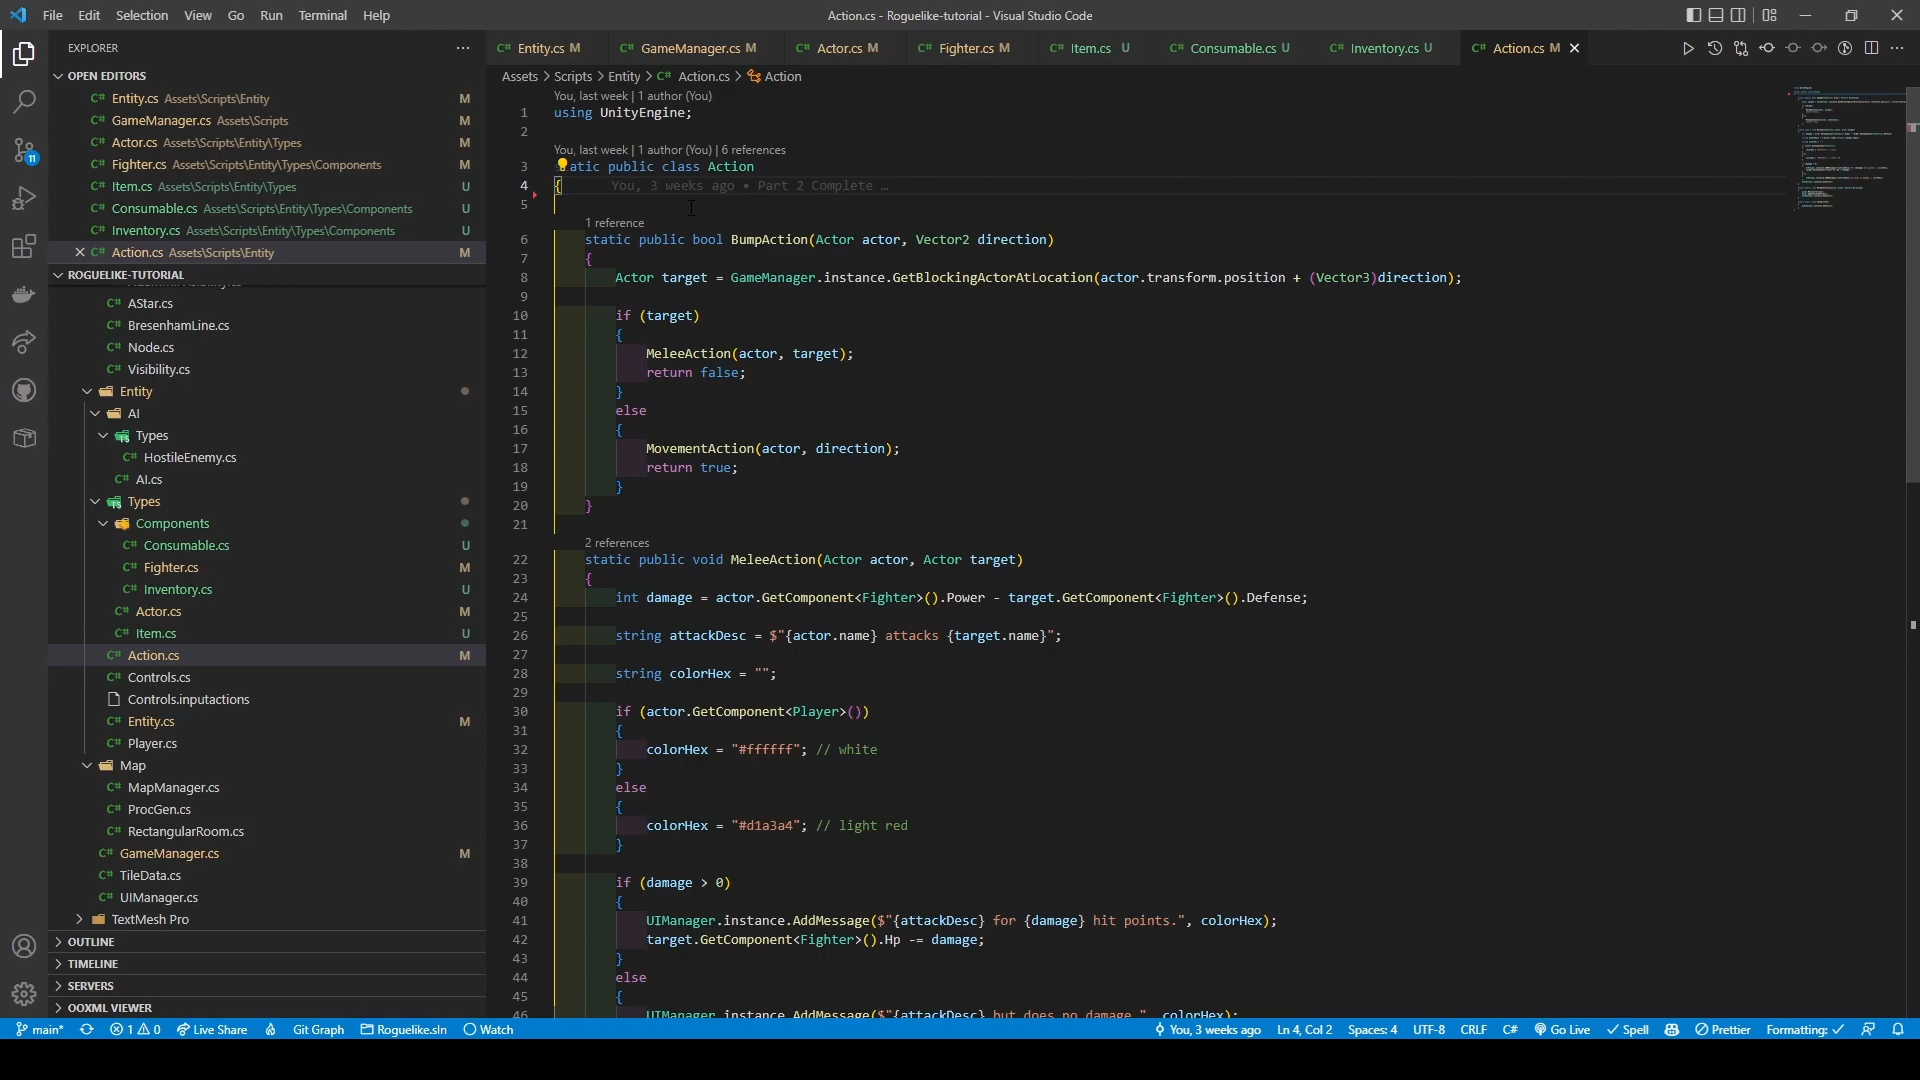 File Edit Selection View Go Run Terminal Help
Action.cs - Roguelike-tutorial - Visual Studio Code
EXPLORER
OPEN EDITORS
C# Entity.cs Assets\Scripts\Entity M
C# GameManager.cs Assets\Scripts M
C# Actor.cs Assets\Scripts\Entity\Types M
C# Fighter.cs Assets\Scripts\Entity\Types\Components M
C# Item.cs Assets\Scripts\Entity\Types U
C# Consumable.cs Assets\Scripts\Entity\Types\Components U
C# Inventory.cs Assets\Scripts\Entity\Types\Components U
C# Action.cs Assets\Scripts\Entity M
ROGUELIKE-TUTORIAL
C# AStar.cs
C# BresenhamLine.cs
C# Node.cs
C# Visibility.cs
Entity
AI
TS Types
C# HostileEnemy.cs
C# AI.cs
TS Types
Components
C# Consumable.cs U
C# Fighter.cs M
C# Inventory.cs U
C# Actor.cs M
C# Item.cs U
C# Action.cs M
C# Controls.cs
Controls.inputactions
C# Entity.cs M
C# Player.cs
Map
C# MapManager.cs
C# ProcGen.cs
C# RectangularRoom.cs
C# GameManager.cs M
C# TileData.cs
C# UIManager.cs
TextMesh Pro
OUTLINE
TIMELINE
SERVERS
OOXML VIEWER
11
C# Entity.cs M C# GameManager.cs M C# Actor.cs M C# Fighter.cs M C# Item.cs U C# Consumable.cs U C# Inventory.cs U C# Action.cs M
Assets > Scripts > Entity > C# Action.cs > Action
You, last week | 1 author (You)
1 using UnityEngine;
2
You, last week | 1 author (You) | 6 references
3 atic public class Action
4 { You, 3 weeks ago • Part 2 Complete …
5
1 reference
6 static public bool BumpAction(Actor actor, Vector2 direction)
7 {
8 Actor target = GameManager.instance.GetBlockingActorAtLocation(actor.transform.position + (Vector3)direction);
9
10 if (target)
11 {
12 MeleeAction(actor, target);
13 return false;
14 }
15 else
16 {
17 MovementAction(actor, direction);
18 return true;
19 }
20 }
21
2 references
22 static public void MeleeAction(Actor actor, Actor target)
23 {
24 int damage = actor.GetComponent<Fighter>().Power - target.GetComponent<Fighter>().Defense;
25
26 string attackDesc = $"{actor.name} attacks {target.name}";
27
28 string colorHex = "";
29
30 if (actor.GetComponent<Player>())
31 {
32 colorHex = "#ffffff"; // white
33 }
34 else
35 {
36 colorHex = "#d1a3a4"; // light red
37 }
38
39 if (damage > 0)
40 {
41 UIManager.instance.AddMessage($"{attackDesc} for {damage} hit points.", colorHex);
42 target.GetComponent<Fighter>().Hp -= damage;
43 }
44 else
45 {
46 UIManager.instance.AddMessage($"{attackDesc} but does no damage.", colorHex);
main* 1 0 Live Share Git Graph Roguelike.sln Watch You, 3 weeks ago Ln 4, Col 2 Spaces: 4 UTF-8 CRLF C# Go Live Spell Prettier Formatting: